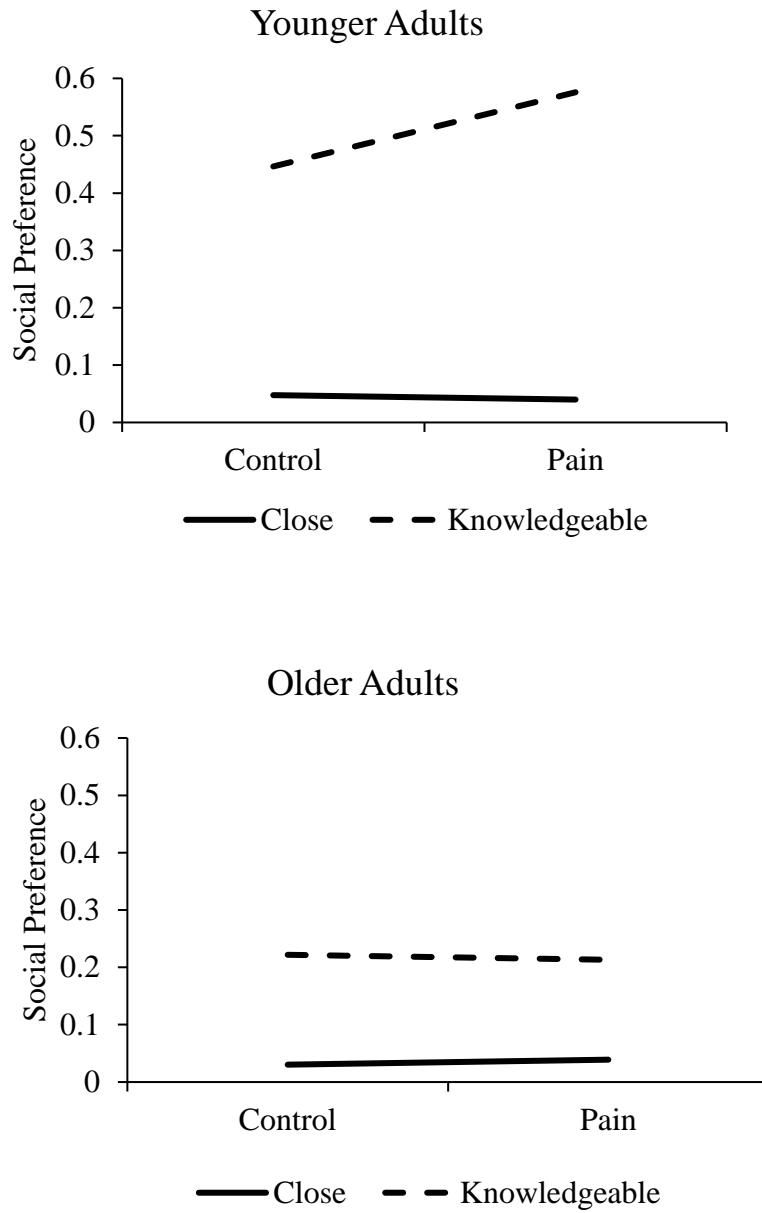 Younger Adults
0.6
0.5
0.4
0.3
0.2
0.1
0
Social Preference
Control Pain
Close Knowledgeable
Older Adults
0.6
0.5
0.4
0.3
0.2
0.1
0
Social Preference
Control Pain
Close Knowledgeable